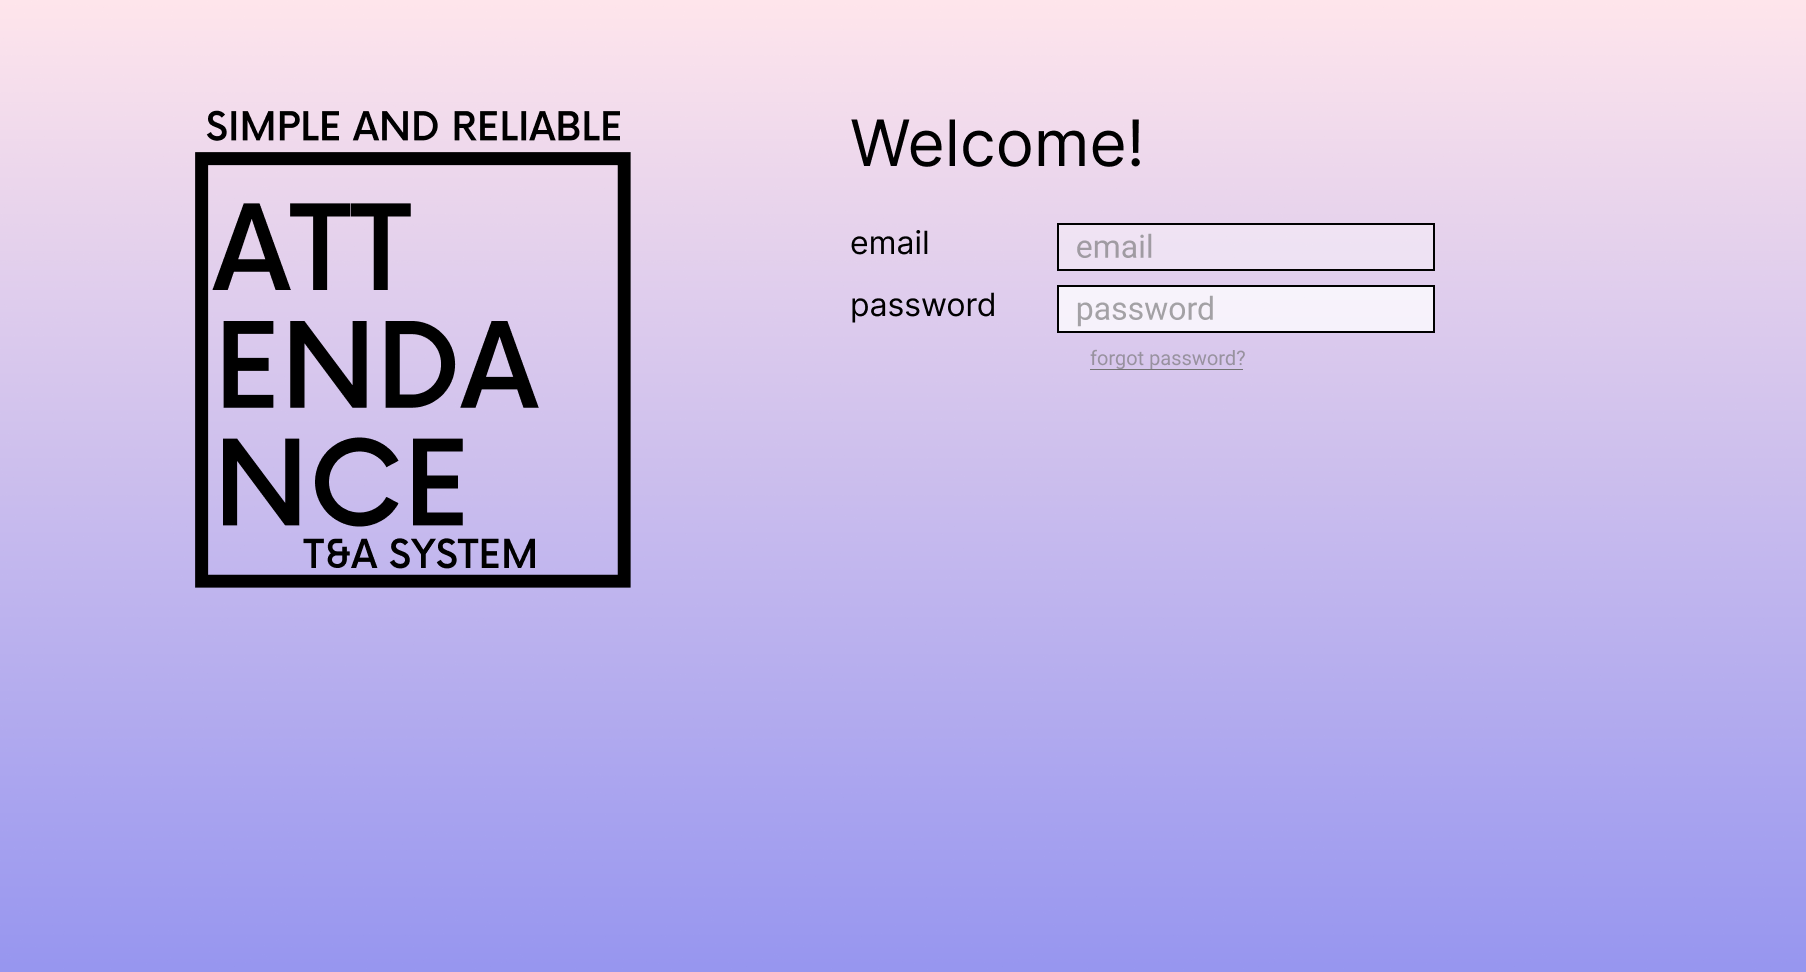 SIMPLE AND RELIABLE
ATT
ENDA
NCE
T&A SYSTEM
Welcome!
email
email
password
password
forgot password?